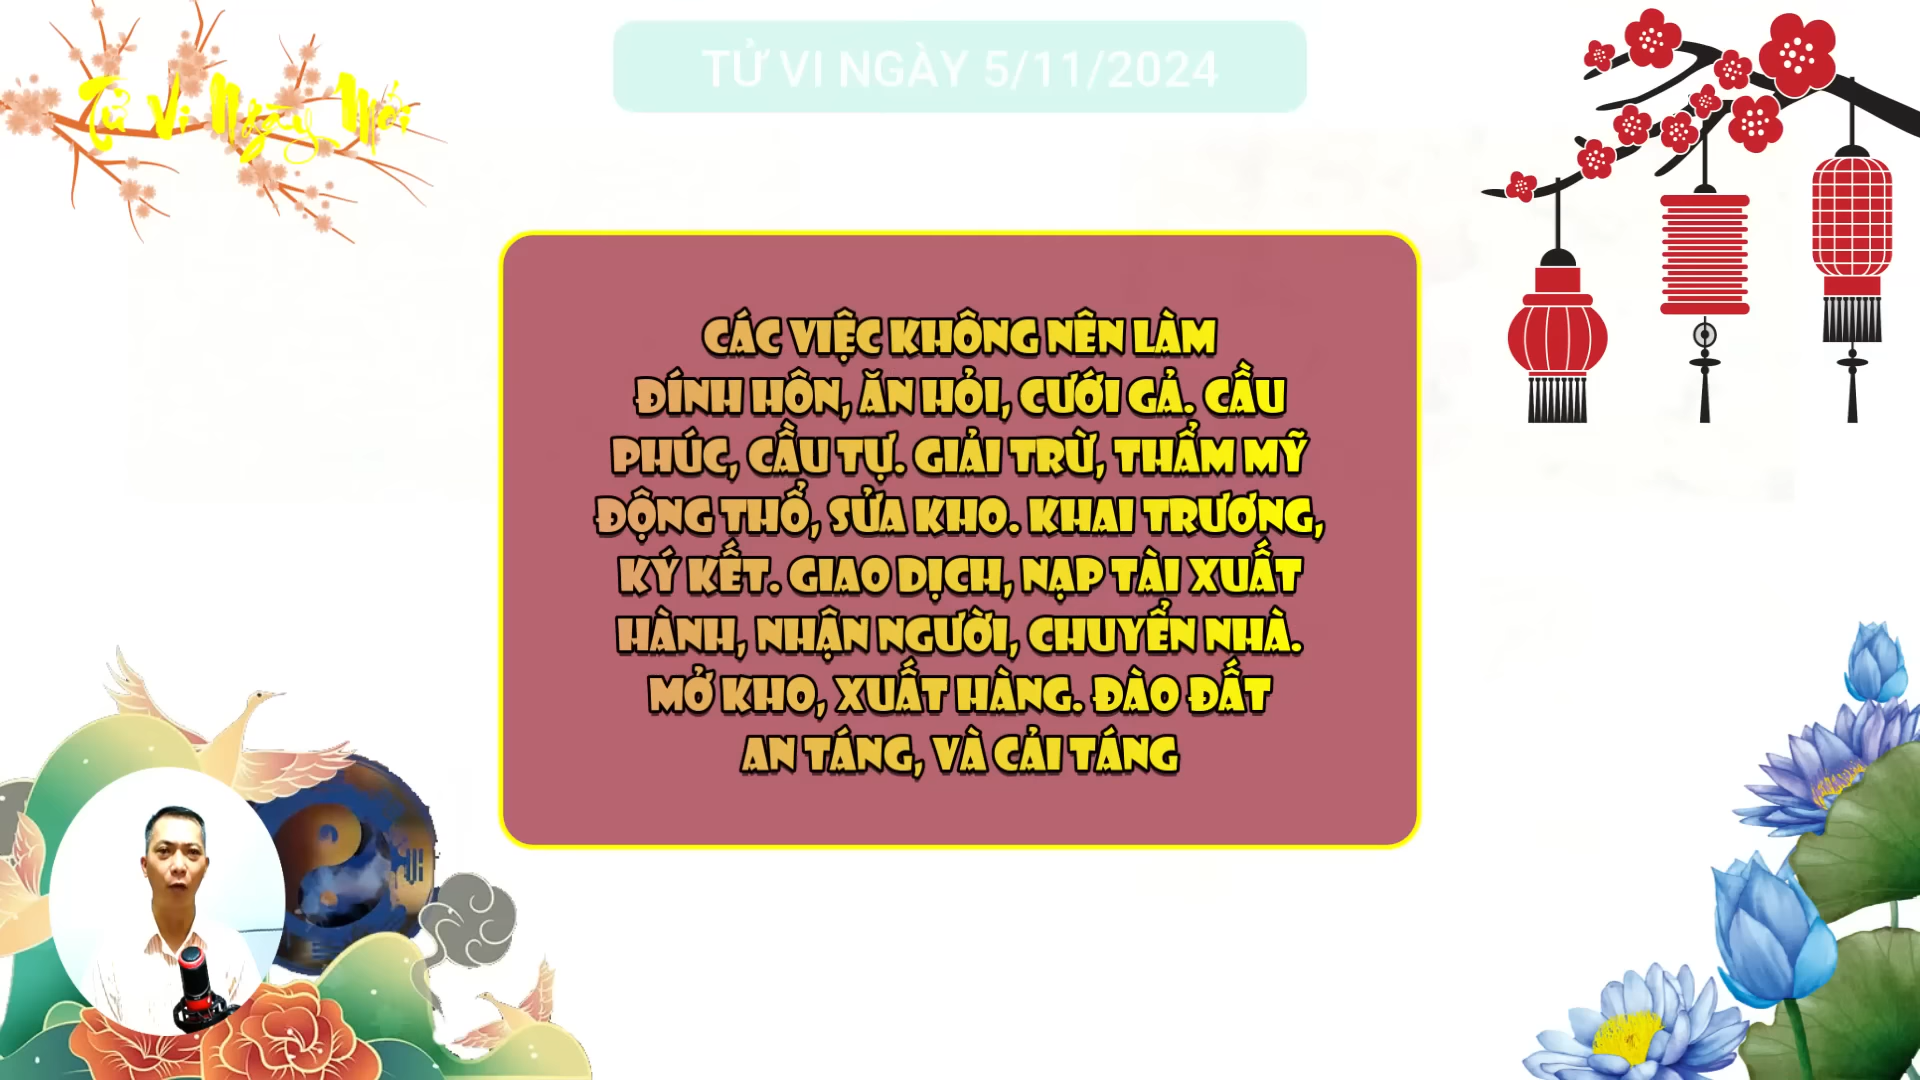 TỬ VI NGÀY 5/11/2024
Tử Vi Ngày Mới
CÁC VIỆC KHÔNG NÊN LÀM
ĐÍNH HÔN, ĂN HỎI, CƯỚI GẢ. CẦU
PHÚC, CẦU TỰ. GIẢI TRỪ, THẨM MỸ
ĐỘNG THỔ, SỬA KHO. KHAI TRƯƠNG,
KÝ KẾT. GIAO DỊCH, NẠP TÀI XUẤT
HÀNH, NHẬN NGƯỜI, CHUYỂN NHÀ.
MỞ KHO, XUẤT HÀNG. ĐÀO ĐẤT
AN TÁNG, VÀ CẢI TÁNG